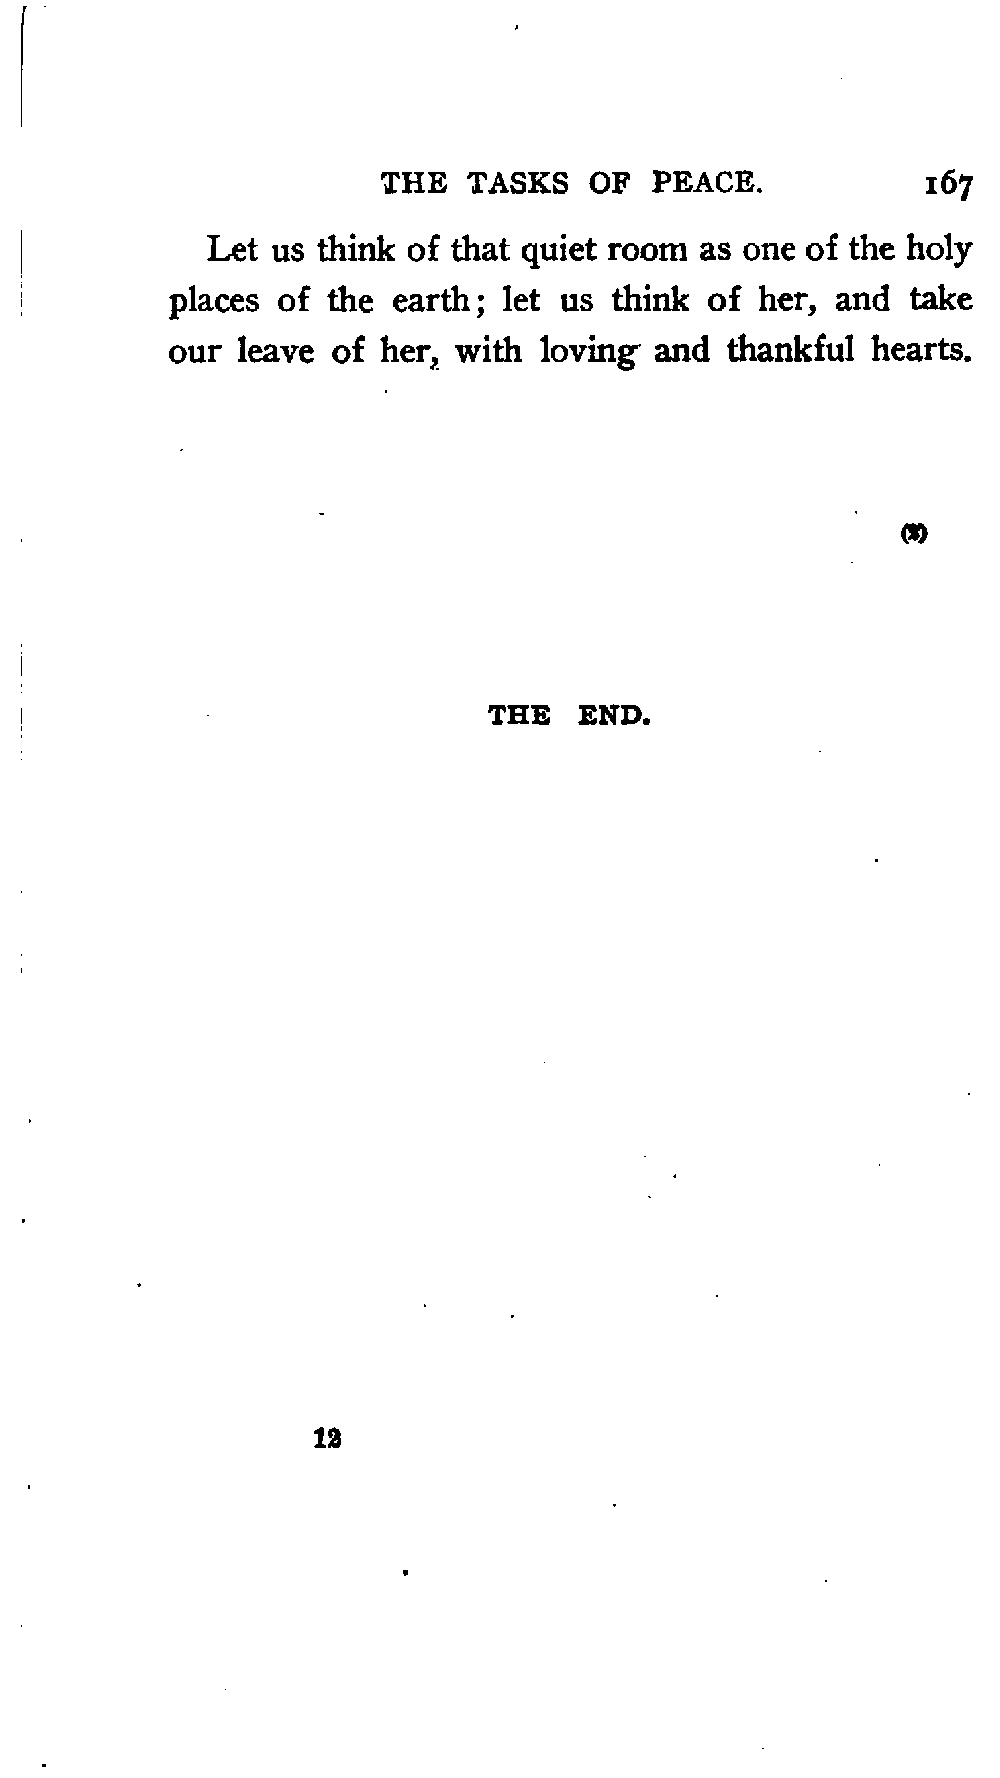 THE TASKS OF PEACE. 167
Let us think of that quiet room as one of the holy
places of the earth; let us think of her, and take
our leave of her, with loving and thankful hearts.
THE END.
12